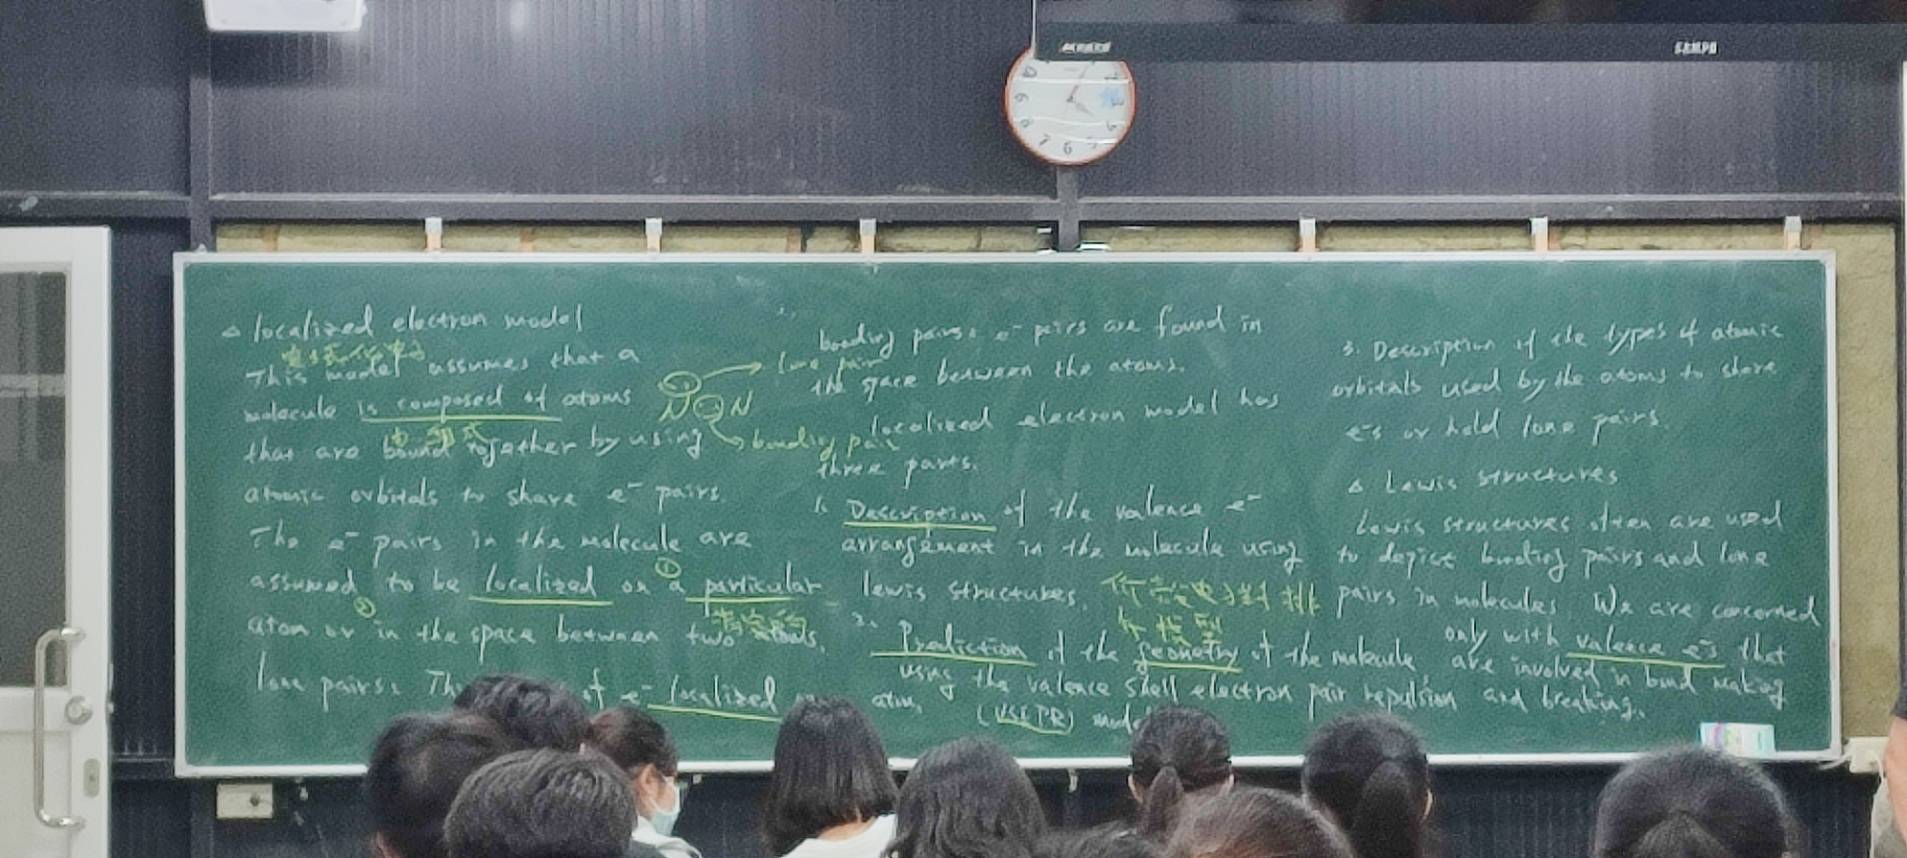 △ localized electron model
This model assumes that a
molecule is composed of atoms
that are bound together by using
atomic orbitals to share e⁻ pairs.
The e⁻ pairs in the molecule are
assumed to be localized on ① a particular
特定的
② atom or in the space between two atoms.
lone pairs: Th of e⁻ localized atom.
lone pair
N N
bonding pair
bonding pairs: e⁻ pairs are found in
the space between the atoms.
localized electron model has
three parts.
1. Description of the valence e⁻
arrangement in the molecule using
lewis structures.
2. Prediction of the geometry of the molecule
using the valence shell electron pair repulsion
(VSEPR) model
3. Description of the types of atomic
orbitals used by the atoms to share
e⁻s or hold lone pairs.
△ Lewis structures
Lewis structures often are used
to depict bonding pairs and lone
pairs in molecules. We are concerned
only with valence e⁻s that
are involved in bond making
and breaking.
SAMPO